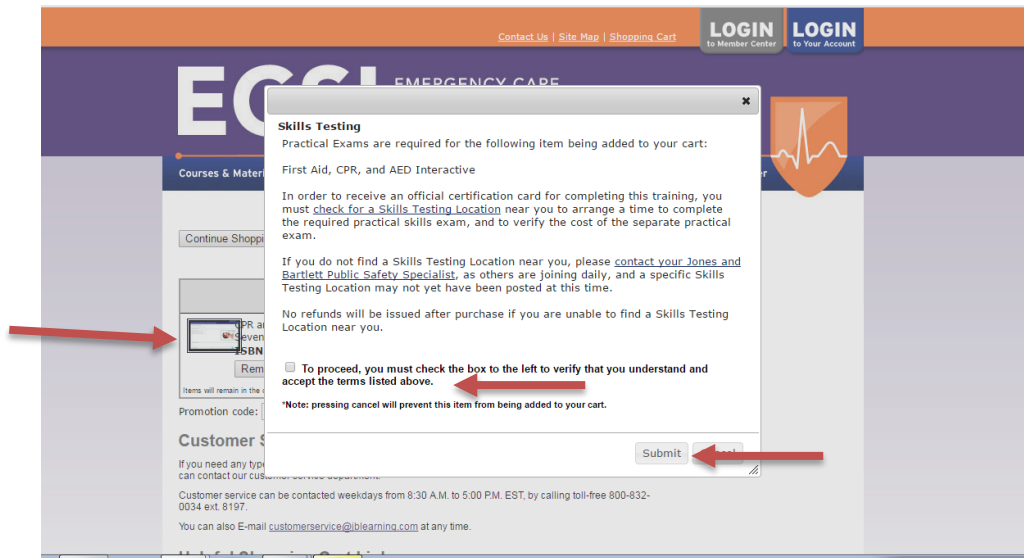 Contact Us | Site Map | Shopping Cart
LOGIN
to Member Center
LOGIN
to Your Account
EMERGENCY CARE
Courses & Materi
Continue Shoppi
Skills Testing
Practical Exams are required for the following item being added to your cart:
First Aid, CPR, and AED Interactive
In order to receive an official certification card for completing this training, you
must check for a Skills Testing Location near you to arrange a time to complete
the required practical skills exam, and to verify the cost of the separate practical
exam.
If you do not find a Skills Testing Location near you, please contact your Jones and
Bartlett Public Safety Specialist, as others are joining daily, and a specific Skills
Testing Location may not yet have been posted at this time.
No refunds will be issued after purchase if you are unable to find a Skills Testing
Location near you.
To proceed, you must check the box to the left to verify that you understand and
accept the terms listed above.
*Note: pressing cancel will prevent this item from being added to your cart.
Submit
CPR a
Seven
ISBN
Rem
Items will remain in the
Promotion code:
Customer S
If you need any type
can contact our customer service department.
Customer service can be contacted weekdays from 8:30 A.M. to 5:00 P.M. EST, by calling toll-free 800-832-
0034 ext. 8197.
You can also E-mail customerservice@jblearning.com at any time.